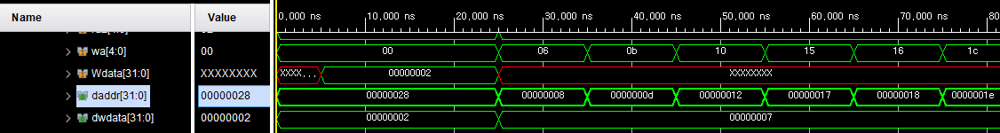 Name Value 0,000 ns 10,000 ns 20,000 ns 30,000 ns 40,000 ns 50,000 ns 60,000 ns 70,000 ns 80
wa[4:0] 00 00 06 0b 10 15 16 1c
Wdata[31:0] XXXXXXXX XXXX... 00000002 XXXXXXXX
daddr[31:0] 00000028 00000028 00000008 0000000d 00000012 00000017 00000018 0000001e
dwdata[31:0] 00000002 00000002 00000007